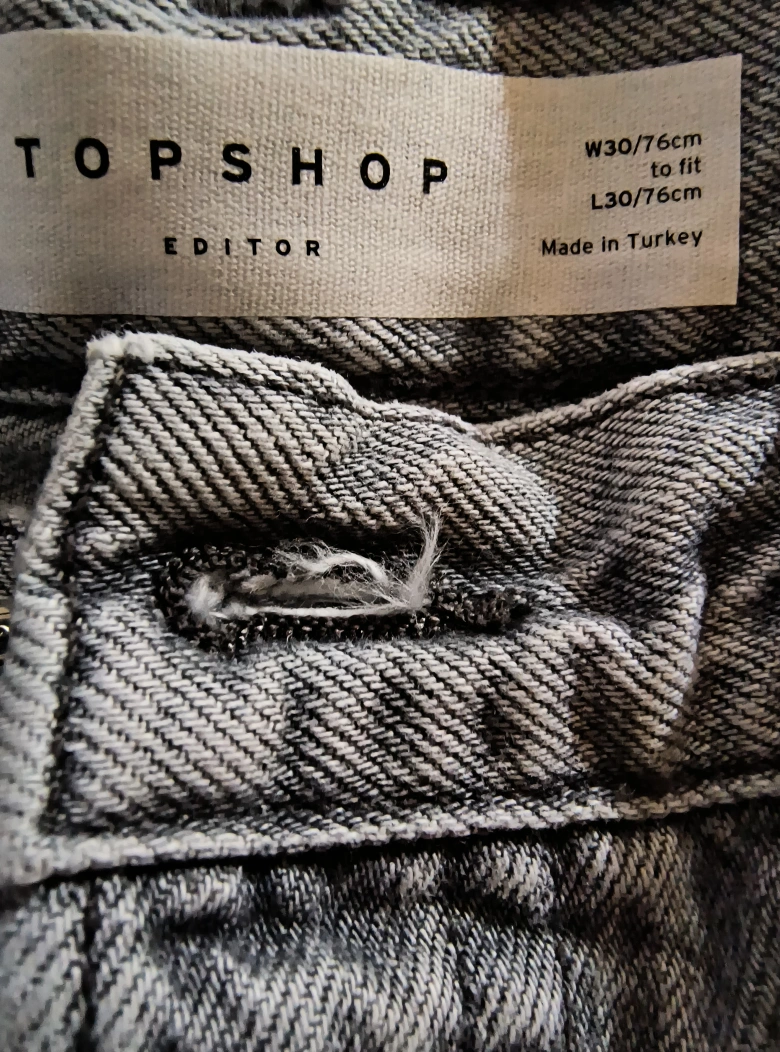 TOPSHOP
EDITOR
W30/76cm
to fit
L30/76cm
Made in Turkey